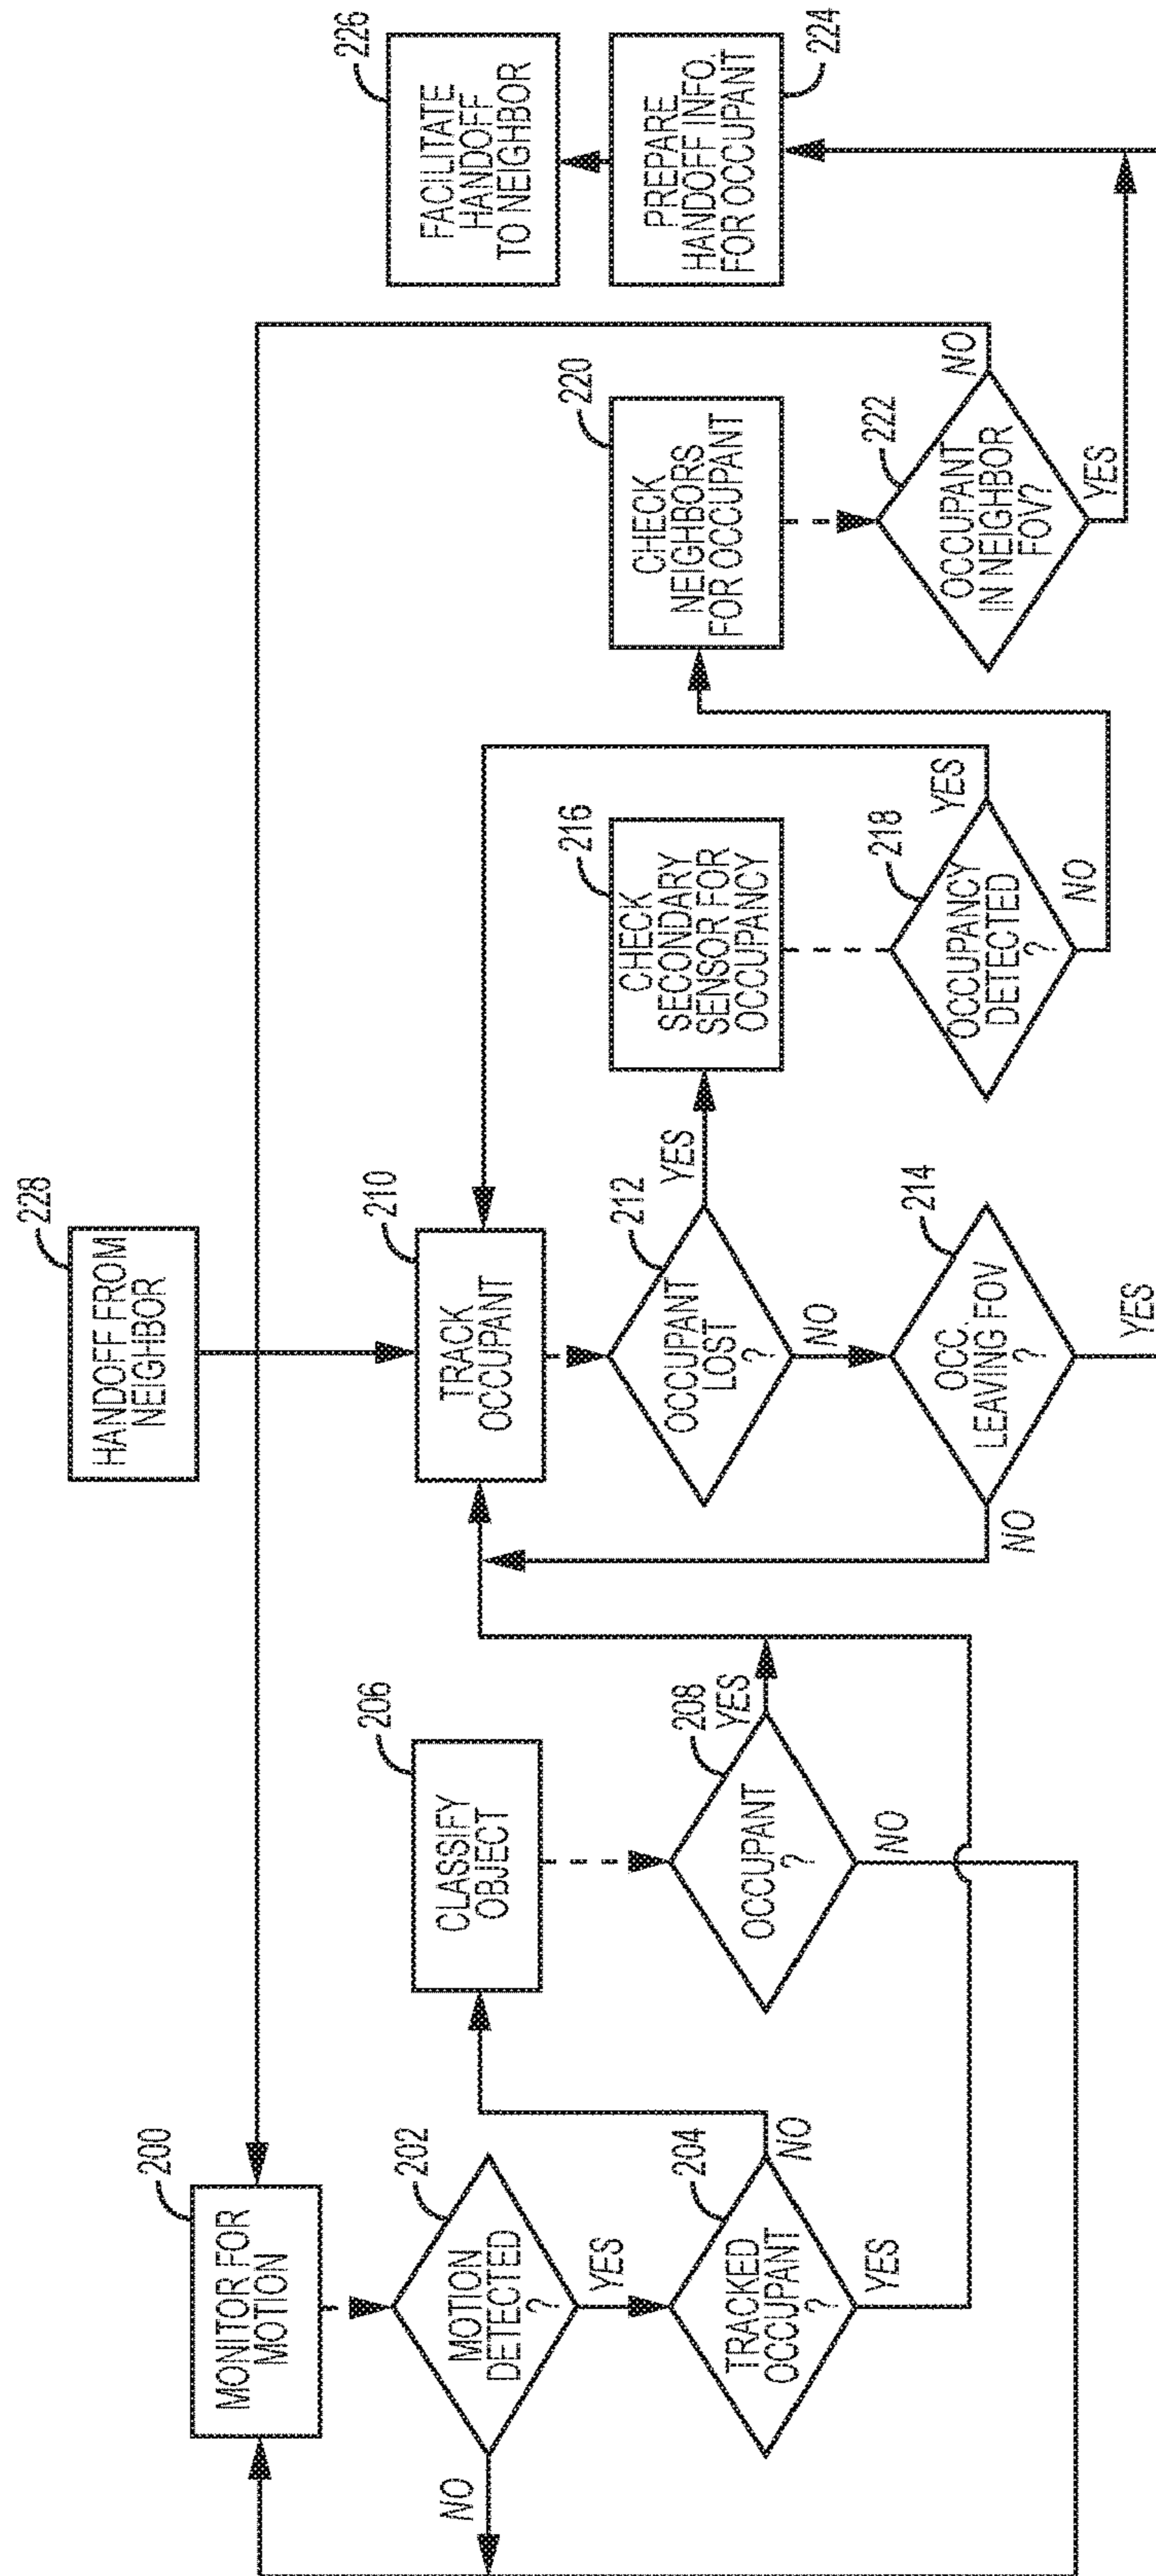 200
MONITOR FOR
MOTION
202
MOTION
DETECTED
?
NO
YES
204
TRACKED
OCCUPANT
?
NO
YES
206
CLASSIFY
OBJECT
208
OCCUPANT
?
YES
NO
228
HANDOFF FROM
NEIGHBOR
210
TRACK
OCCUPANT
212
OCCUPANT
LOST
?
YES
NO
214
OCC.
LEAVING FOV
?
NO
YES
216
CHECK
SECONDARY
SENSOR FOR
OCCUPANCY
218
OCCUPANCY
DETECTED
?
YES
NO
220
CHECK
NEIGHBORS
FOR OCCUPANT
222
OCCUPANT
IN NEIGHBOR
FOV?
NO
YES
226
FACILITATE
HANDOFF
TO NEIGHBOR
224
PREPARE
HANDOFF INFO.
FOR OCCUPANT